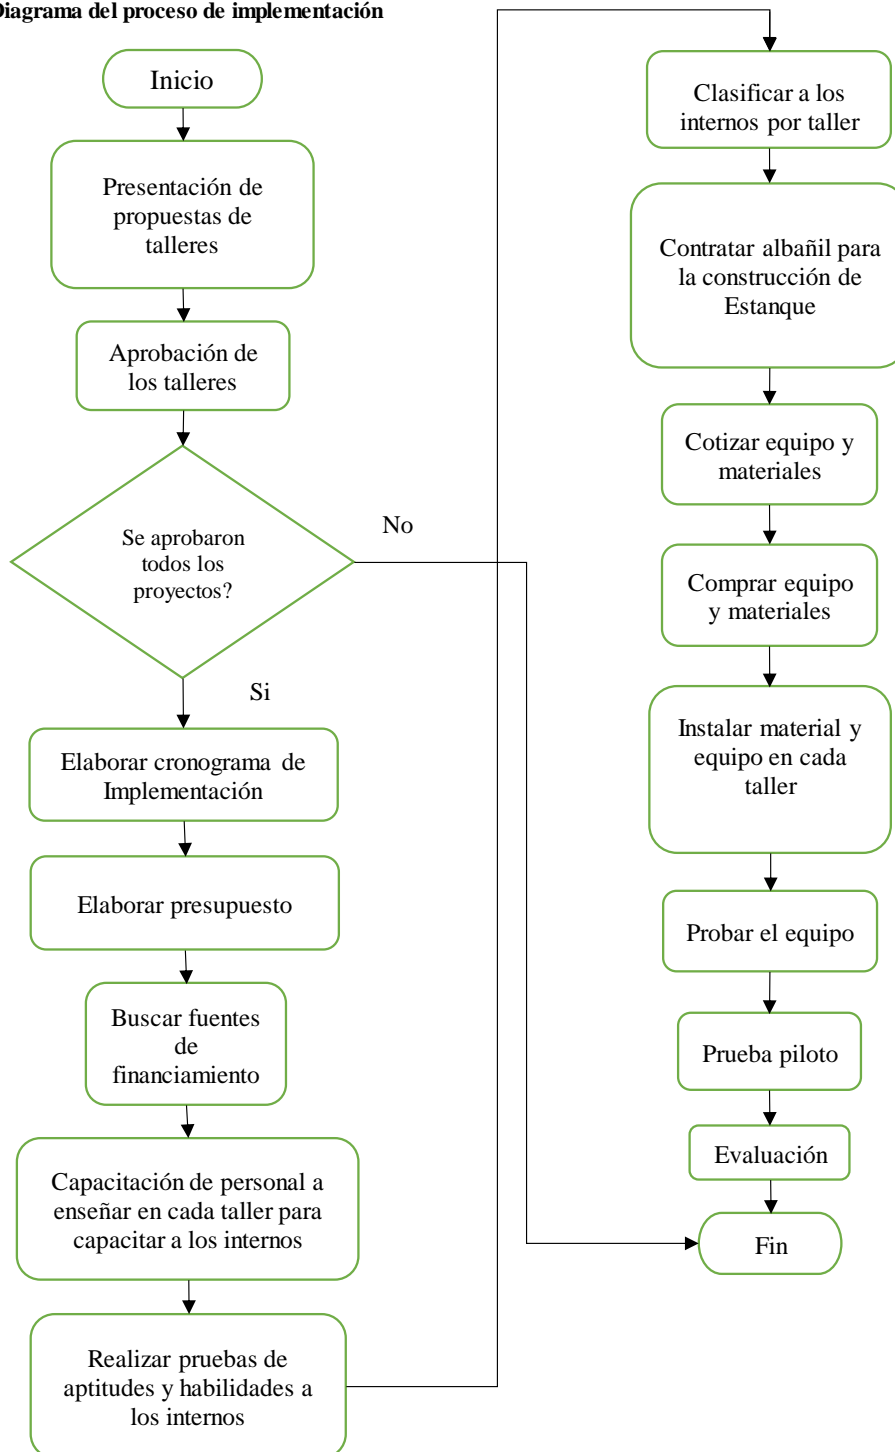 Diagrama del proceso de implementación
Inicio
Presentación de
propuestas de
talleres
Aprobación de
los talleres
Se aprobaron
todos los
proyectos?
No
Si
Elaborar cronograma de
Implementación
Elaborar presupuesto
Buscar fuentes
de
financiamiento
Capacitación de personal a
enseñar en cada taller para
capacitar a los internos
Realizar pruebas de
aptitudes y habilidades a
los internos
Clasificar a los
internos por taller
Contratar albañil para
la construcción de
Estanque
Cotizar equipo y
materiales
Comprar equipo
y materiales
Instalar material y
equipo en cada
taller
Probar el equipo
Prueba piloto
Evaluación
Fin